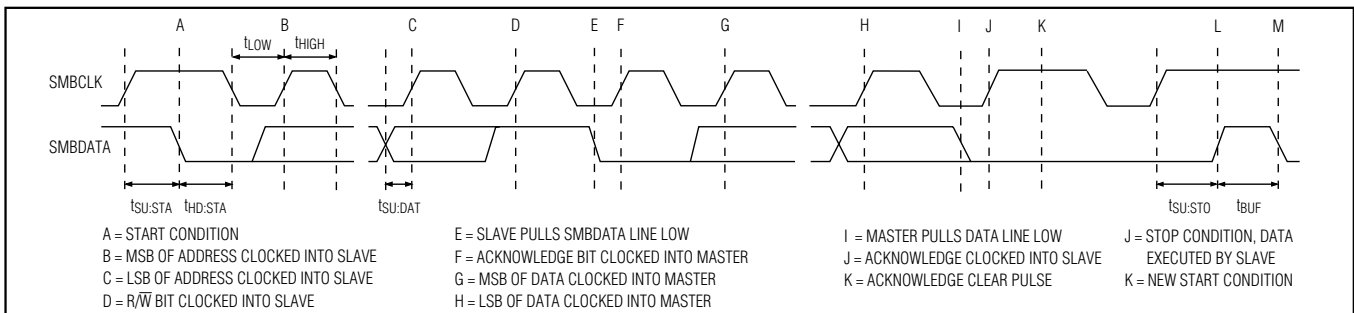 A B C D E F G H I J K L M
tLOW tHIGH
SMBCLK
SMBDATA
tSU:STA tHD:STA tSU:DAT tSU:STO tBUF
A = START CONDITION
B = MSB OF ADDRESS CLOCKED INTO SLAVE
C = LSB OF ADDRESS CLOCKED INTO SLAVE
D = R/W̅ BIT CLOCKED INTO SLAVE
E = SLAVE PULLS SMBDATA LINE LOW
F = ACKNOWLEDGE BIT CLOCKED INTO MASTER
G = MSB OF DATA CLOCKED INTO MASTER
H = LSB OF DATA CLOCKED INTO MASTER
I = MASTER PULLS DATA LINE LOW
J = ACKNOWLEDGE CLOCKED INTO SLAVE
K = ACKNOWLEDGE CLEAR PULSE
J = STOP CONDITION, DATA
EXECUTED BY SLAVE
K = NEW START CONDITION